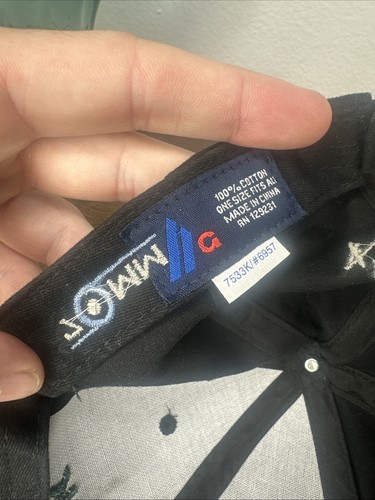 100% COTTON
ONE SIZE FITS ALL
MADE IN CHINA
RN 129231
G
7533K/#6957